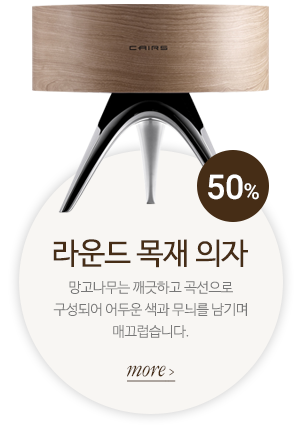 CAIRS
50%
라운드 목재 의자
망고나무는 깨긋하고 곡선으로
구성되어 어두운 색과 무늬를 남기며
매끄럽습니다.
more >